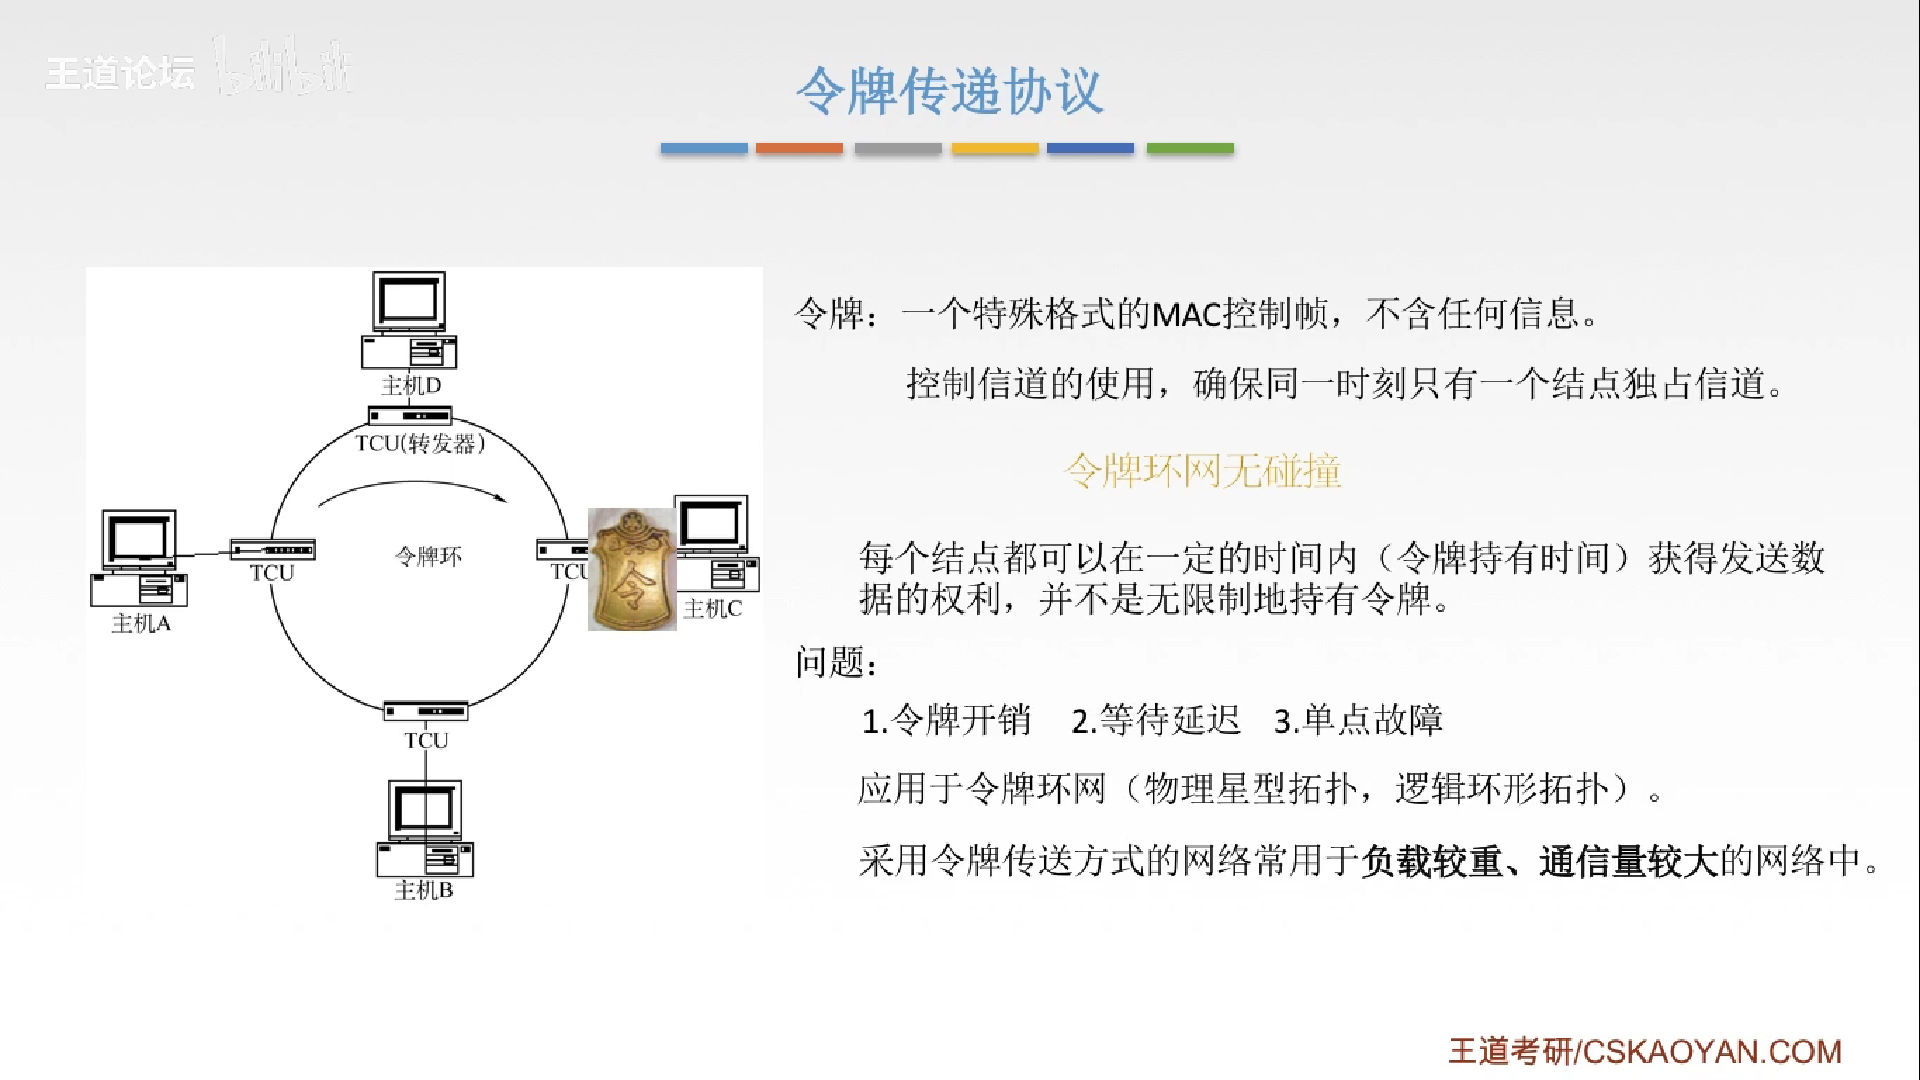 王道论坛 bilibili
令牌传递协议
令牌：一个特殊格式的MAC控制帧，不含任何信息。
控制信道的使用，确保同一时刻只有一个结点独占信道。
令牌环网无碰撞
每个结点都可以在一定的时间内（令牌持有时间）获得发送数
据的权利，并不是无限制地持有令牌。
问题：
1.令牌开销 2.等待延迟 3.单点故障
应用于令牌环网（物理星型拓扑，逻辑环形拓扑）。
采用令牌传送方式的网络常用于负载较重、通信量较大的网络中。
主机D
TCU(转发器)
令牌环
TCU
主机A
TCU
令
主机C
TCU
主机B
王道考研/CSKAOYAN.COM